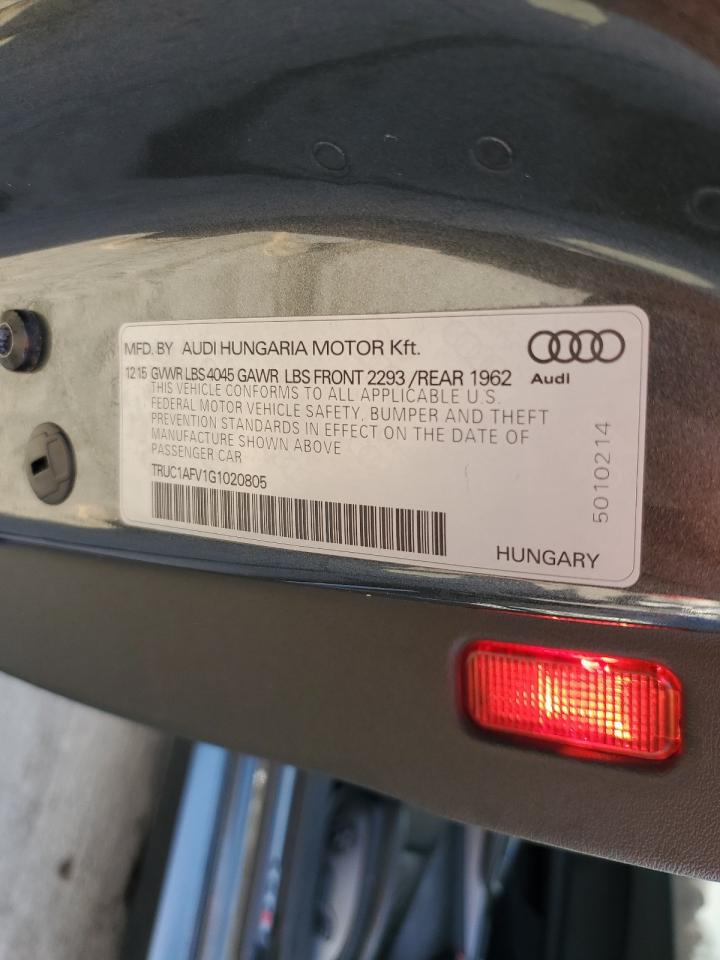 MFD. BY AUDI HUNGARIA MOTOR Kft.
12 15 GVWR LBS 4045 GAWR LBS FRONT 2293 /REAR 1962
Audi
THIS VEHICLE CONFORMS TO ALL APPLICABLE U.S.
FEDERAL MOTOR VEHICLE SAFETY, BUMPER AND THEFT
PREVENTION STANDARDS IN EFFECT ON THE DATE OF
MANUFACTURE SHOWN ABOVE
PASSENGER CAR
TRUC1AFV1G1020805
5010214
HUNGARY